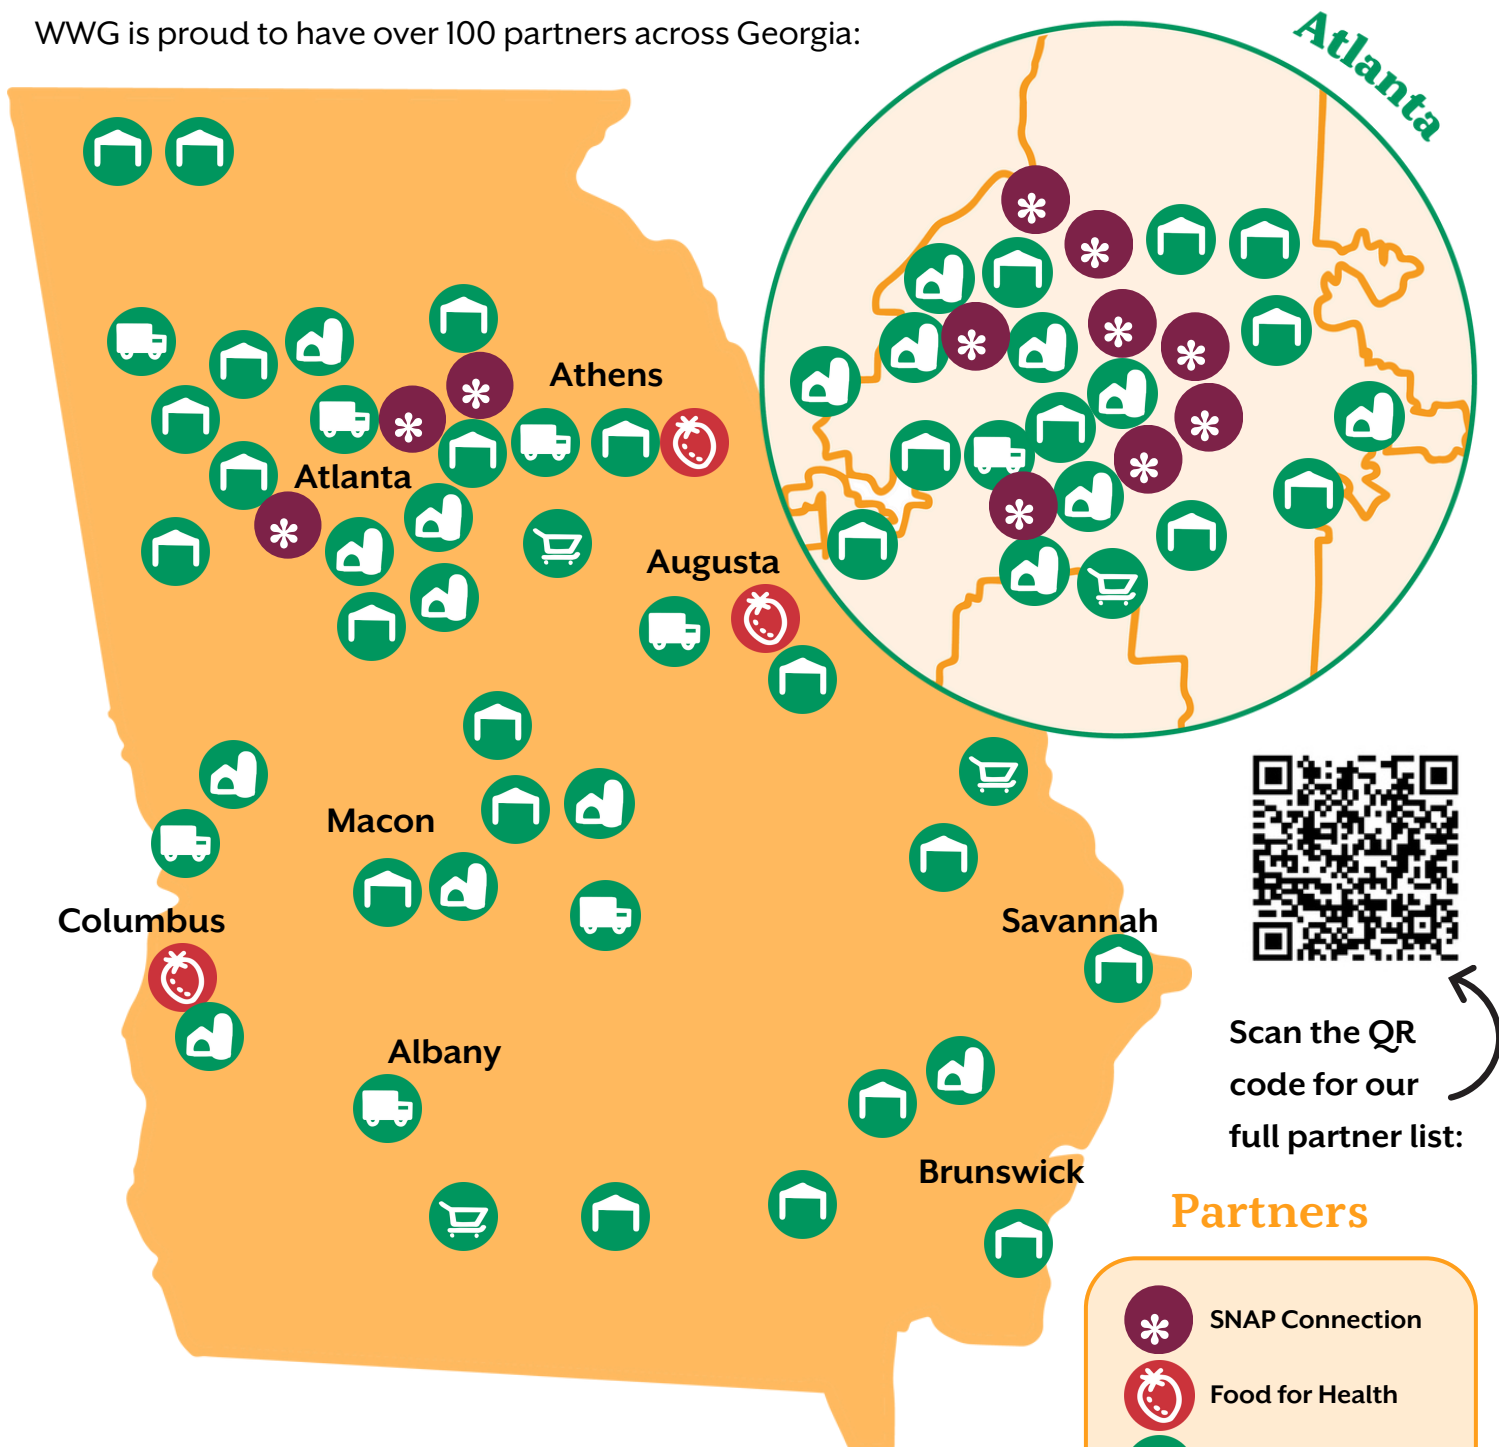 WWG is proud to have over 100 partners across Georgia:
Atlanta
Athens
Atlanta
Augusta
Macon
Columbus
Savannah
Albany
Scan the QR
code for our
full partner list:
Brunswick
Partners
SNAP Connection
Food for Health